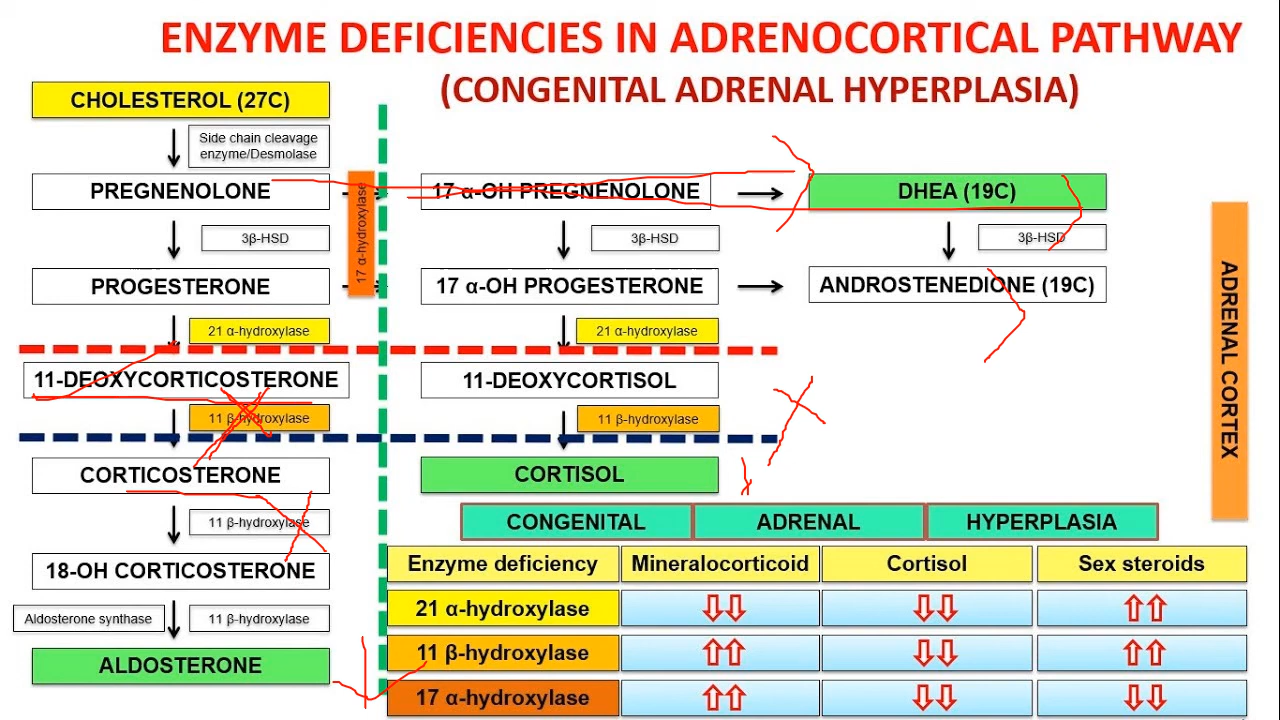 ENZYME DEFICIENCIES IN ADRENOCORTICAL PATHWAY
(CONGENITAL ADRENAL HYPERPLASIA)
CHOLESTEROL (27C)
Side chain cleavage
enzyme/Desmolase
PREGNENOLONE
17 α-hydroxylase
17 α-OH PREGNENOLONE
DHEA (19C)
3β-HSD
3β-HSD
3β-HSD
PROGESTERONE
17 α-OH PROGESTERONE
ANDROSTENEDIONE (19C)
21 α-hydroxylase
21 α-hydroxylase
11-DEOXYCORTICOSTERONE
11-DEOXYCORTISOL
11 β-hydroxylase
11 β-hydroxylase
CORTICOSTERONE
CORTISOL
11 β-hydroxylase
18-OH CORTICOSTERONE
Aldosterone synthase
11 β-hydroxylase
ALDOSTERONE
ADRENAL CORTEX
CONGENITAL ADRENAL HYPERPLASIA
Enzyme deficiency Mineralocorticoid Cortisol Sex steroids
21 α-hydroxylase ⇩⇩ ⇩⇩ ⇧⇧
11 β-hydroxylase ⇧⇧ ⇩⇩ ⇧⇧
17 α-hydroxylase ⇧⇧ ⇩⇩ ⇩⇩